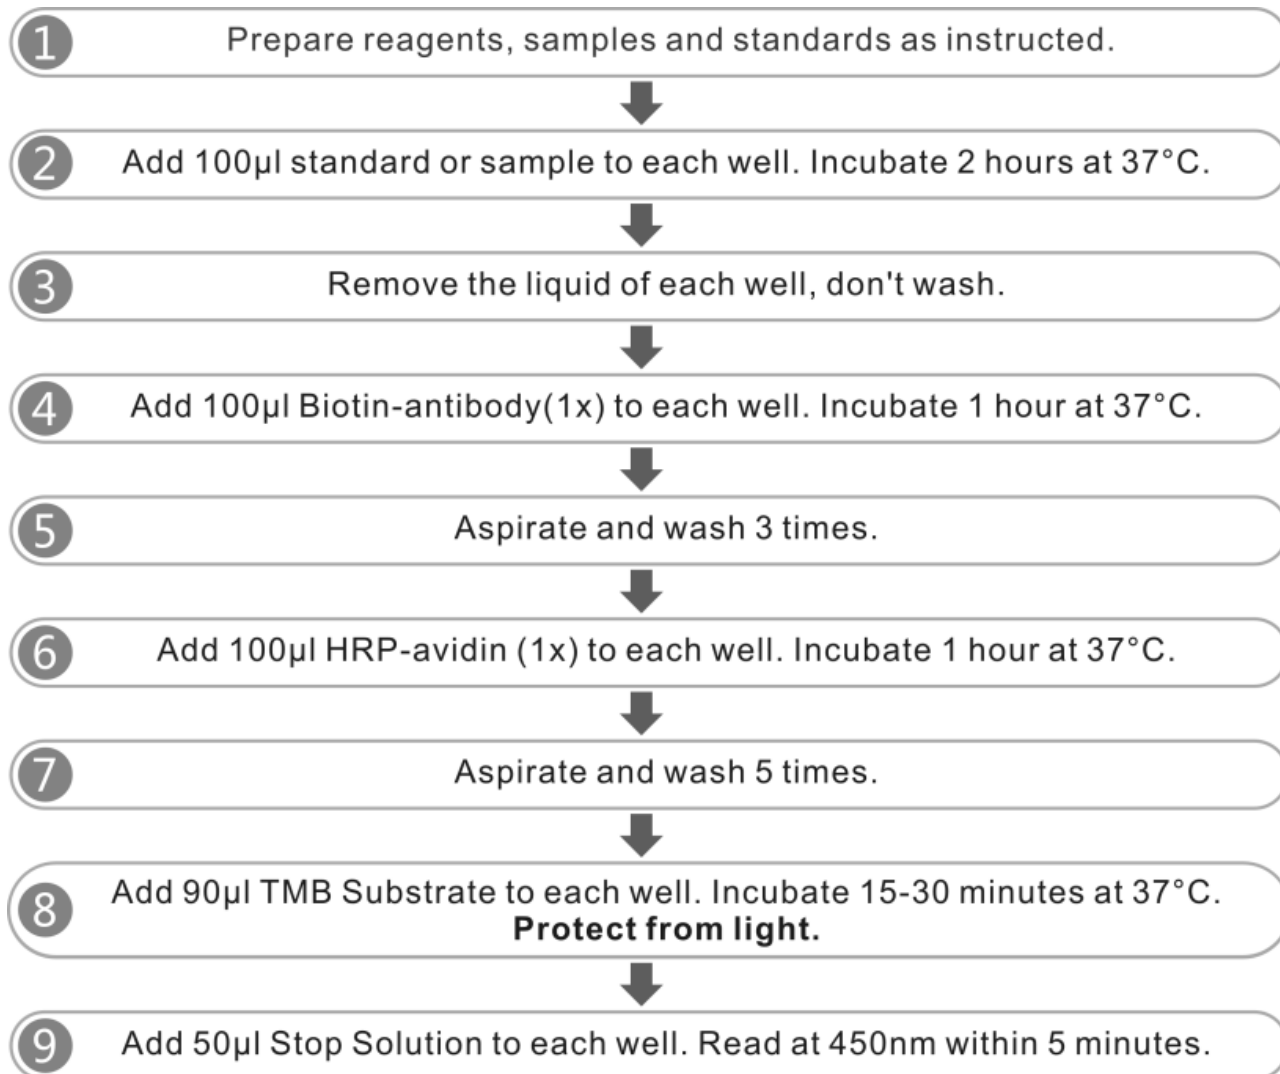 1 Prepare reagents, samples and standards as instructed.
2 Add 100µl standard or sample to each well. Incubate 2 hours at 37°C.
3 Remove the liquid of each well, don't wash.
4 Add 100µl Biotin-antibody(1x) to each well. Incubate 1 hour at 37°C.
5 Aspirate and wash 3 times.
6 Add 100µl HRP-avidin (1x) to each well. Incubate 1 hour at 37°C.
7 Aspirate and wash 5 times.
8 Add 90µl TMB Substrate to each well. Incubate 15-30 minutes at 37°C.
Protect from light.
9 Add 50µl Stop Solution to each well. Read at 450nm within 5 minutes.